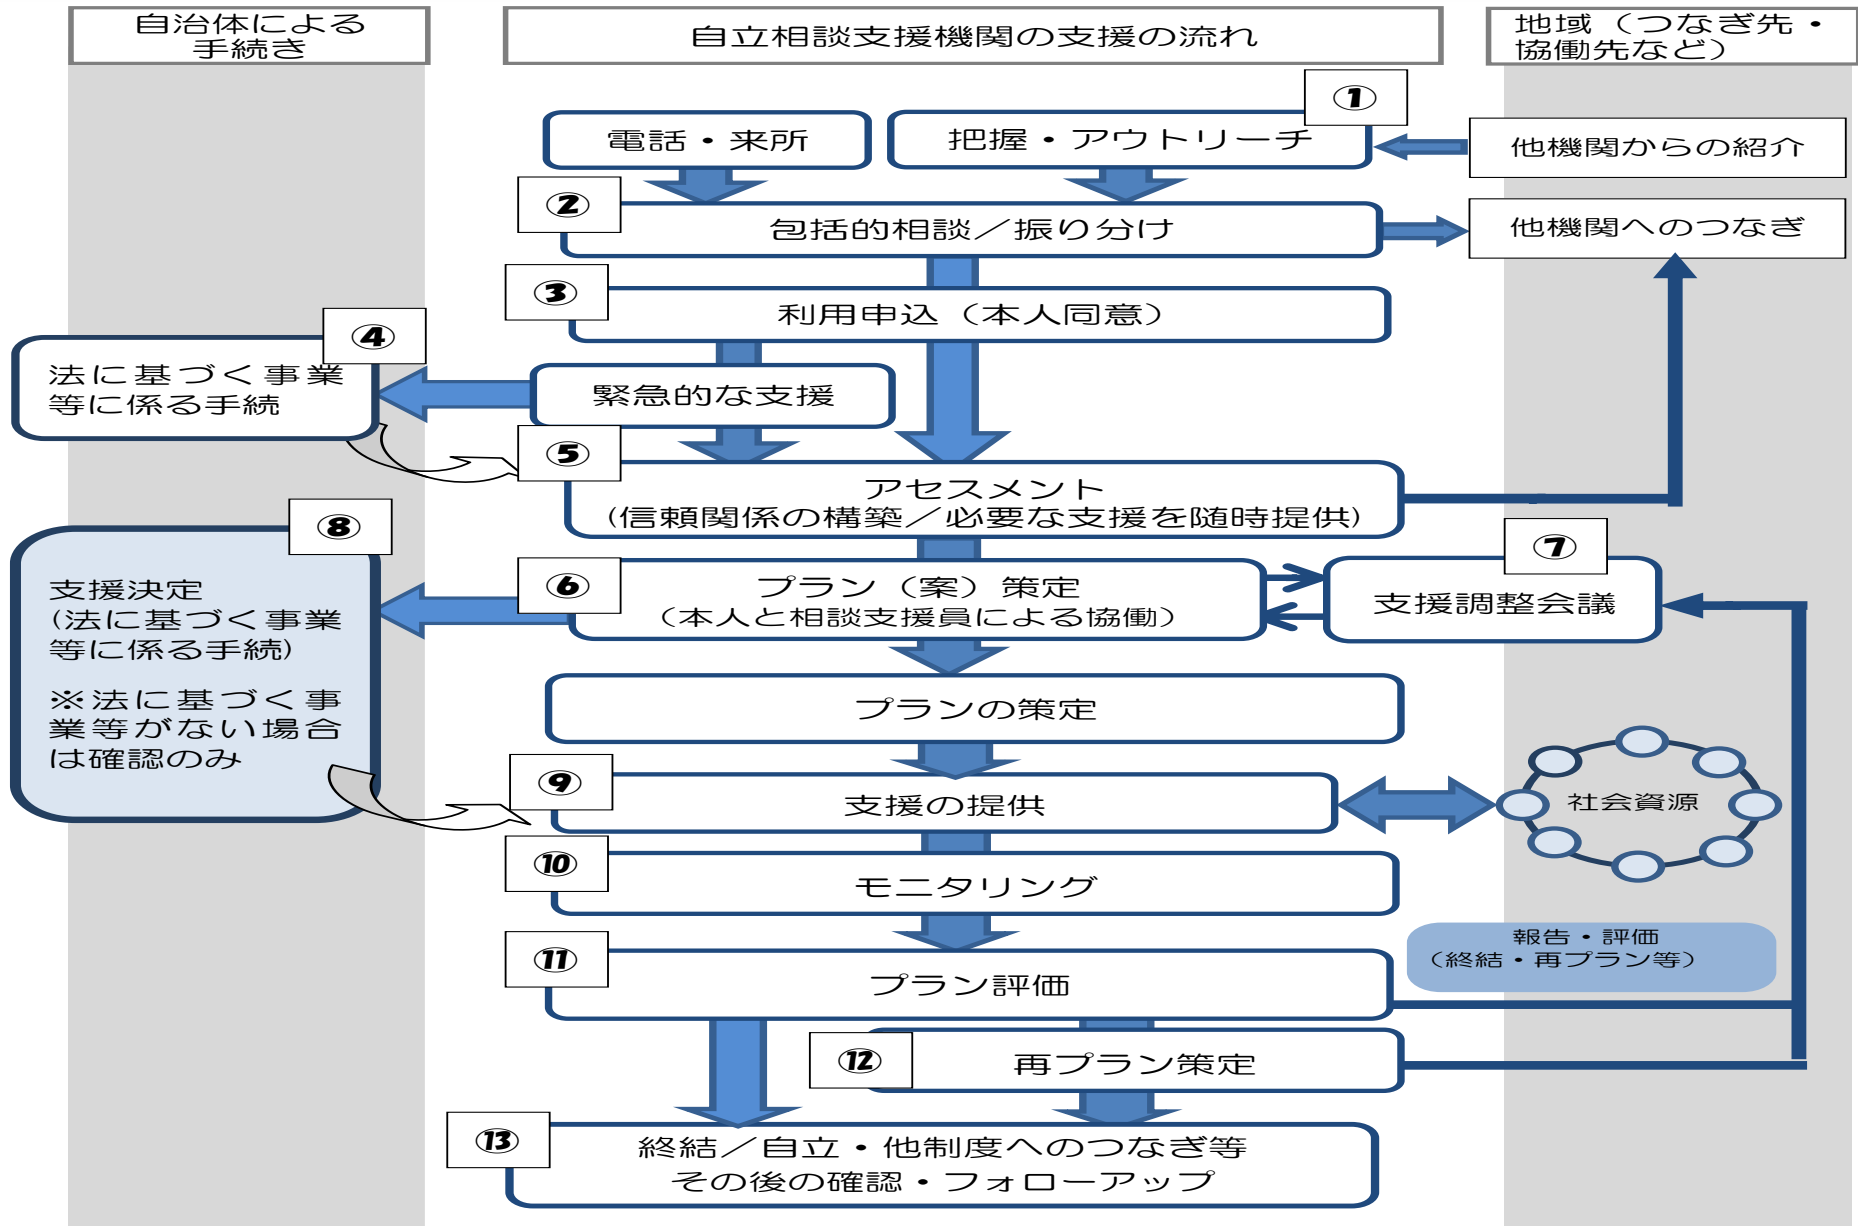 自治体による
手続き
自立相談支援機関の支援の流れ
地域（つなぎ先・
協働先など）
①
電話・来所
把握・アウトリーチ
他機関からの紹介
②
包括的相談／振り分け
他機関へのつなぎ
③
利用申込（本人同意）
④
法に基づく事業
等に係る手続
緊急的な支援
⑤
アセスメント
(信頼関係の構築／必要な支援を随時提供)
⑥
プラン（案）策定
（本人と相談支援員による協働）
⑦
支援調整会議
⑧
支援決定
(法に基づく事業
等に係る手続)
※法に基づく事
業等がない場合
は確認のみ
プランの策定
⑨
支援の提供
社会資源
⑩
モニタリング
報告・評価
（終結・再プラン等）
⑪
プラン評価
⑫
再プラン策定
⑬
終結／自立・他制度へのつなぎ等
その後の確認・フォローアップ